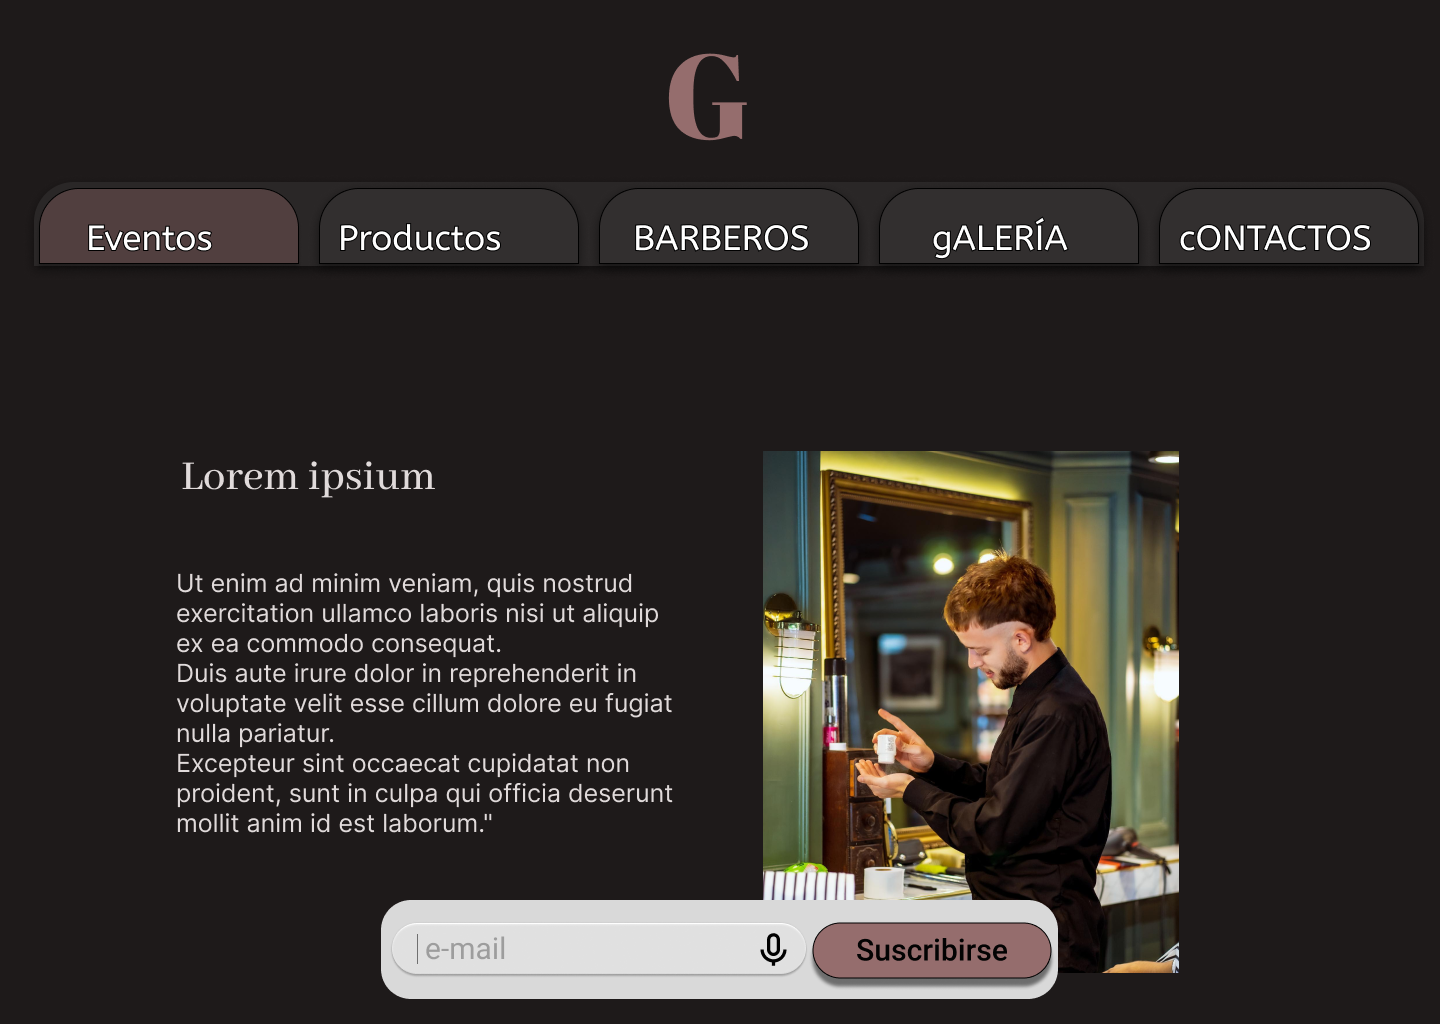 G
Eventos Productos BARBEROS gALERÍA cONTACTOS
Lorem ipsium
Ut enim ad minim veniam, quis nostrud
exercitation ullamco laboris nisi ut aliquip
ex ea commodo consequat.
Duis aute irure dolor in reprehenderit in
voluptate velit esse cillum dolore eu fugiat
nulla pariatur.
Excepteur sint occaecat cupidatat non
proident, sunt in culpa qui officia deserunt
mollit anim id est laborum."
e-mail
Suscribirse